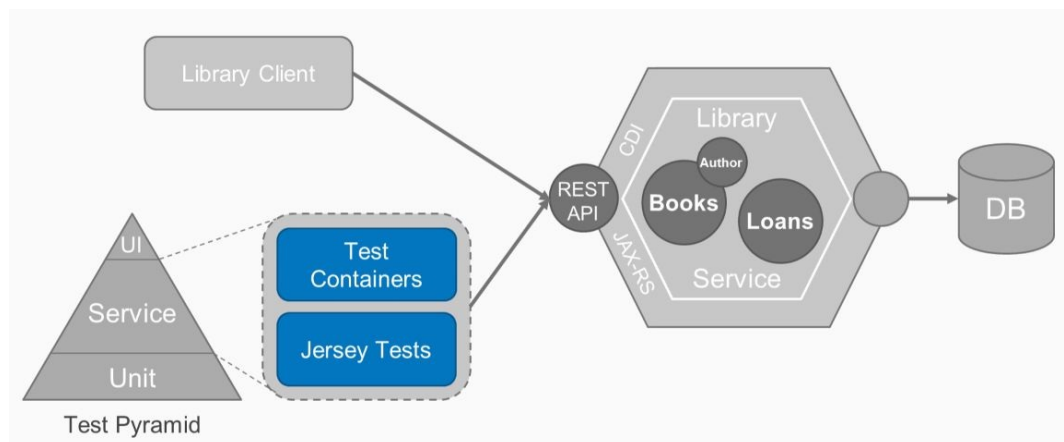 Library Client
Test
Containers
Jersey Tests
UI
Service
Unit
Test Pyramid
REST
API
CDI
JAX-RS
Library
Author
Books
Loans
Service
DB